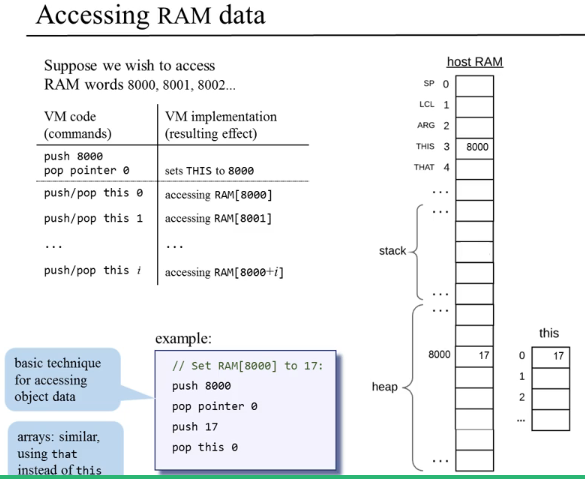 Accessing RAM data
Suppose we wish to access
RAM words 8000, 8001, 8002...
VM code
(commands)
VM implementation
(resulting effect)
push 8000
pop pointer 0
sets THIS to 8000
push/pop this 0
accessing RAM[8000]
push/pop this 1
accessing RAM[8001]
...
...
push/pop this i
accessing RAM[8000+i]
example:
// Set RAM[8000] to 17:
push 8000
pop pointer 0
push 17
pop this 0
basic technique
for accessing
object data
arrays: similar,
using that
instead of this
host RAM
SP 0
LCL 1
ARG 2
THIS 3 8000
THAT 4
...
...
stack
...
...
8000 17
heap
...
this
0 17
1
2
...